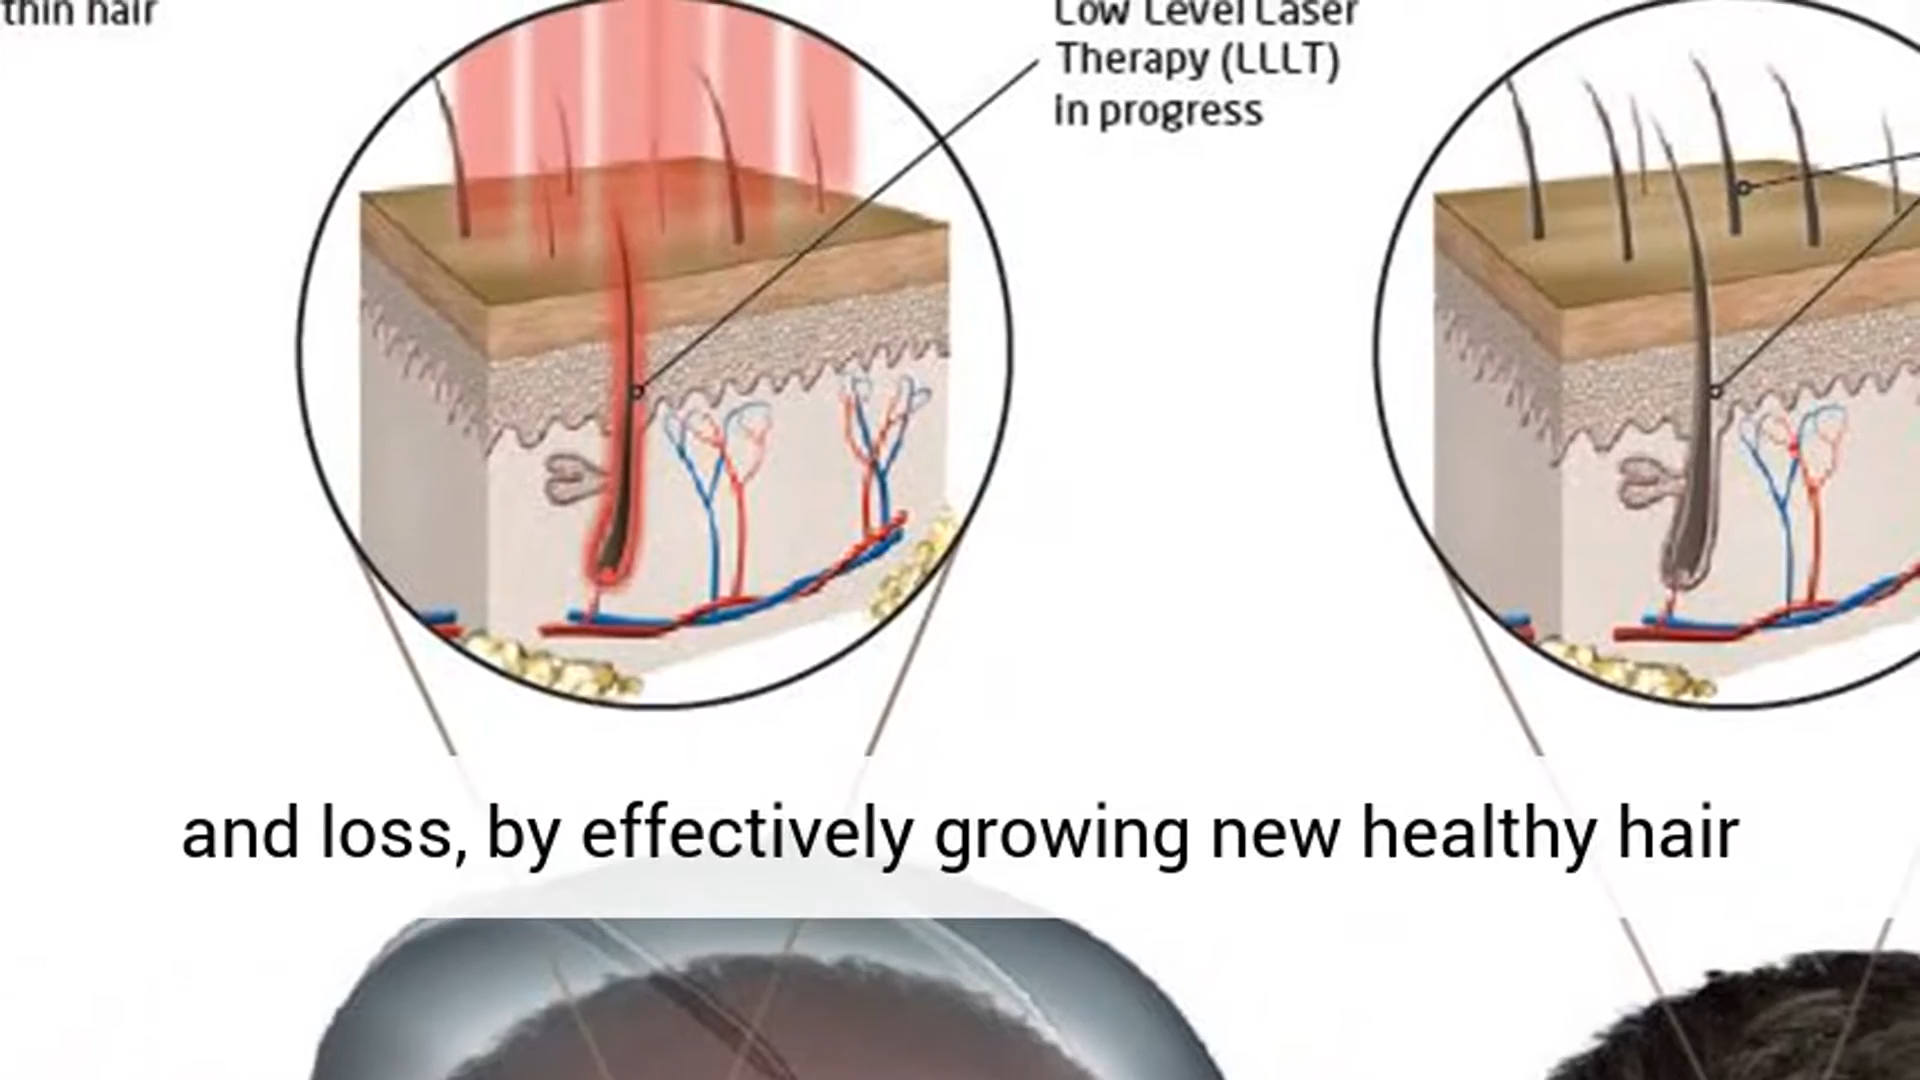 thin hair
Low Level Laser
Therapy (LLLT)
in progress
and loss, by effectively growing new healthy hair